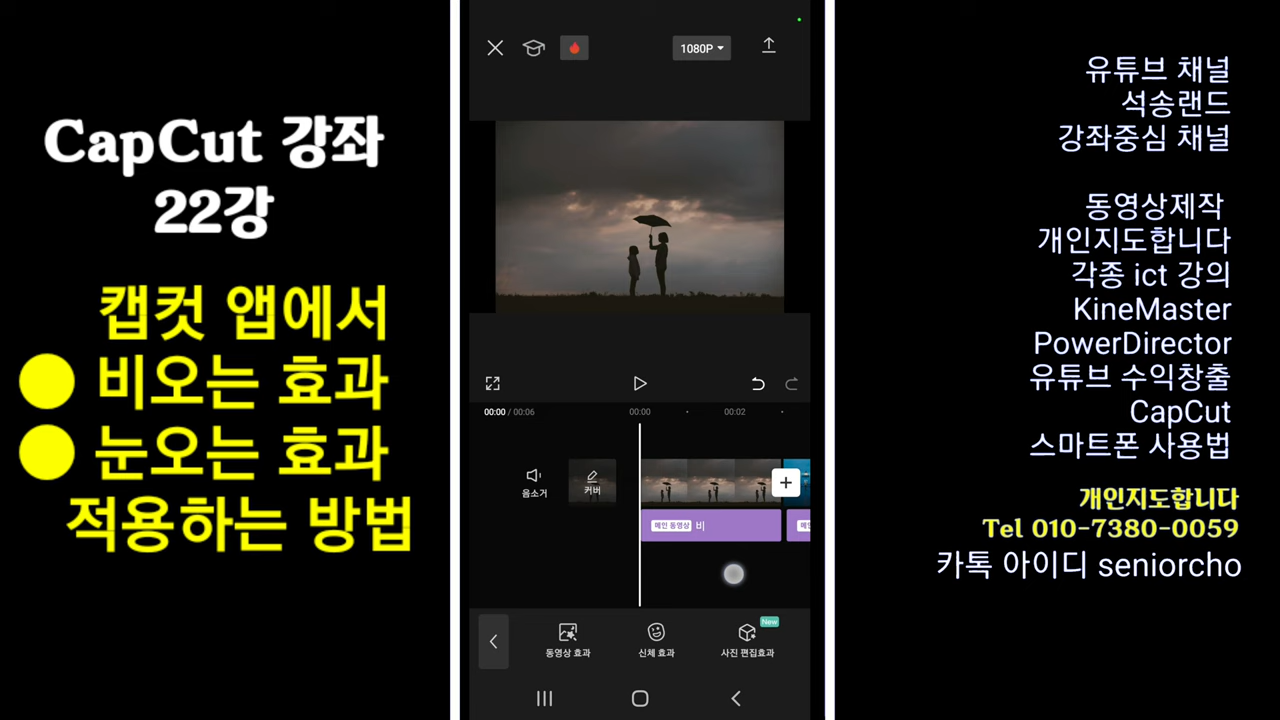 CapCut 강좌
22강
캡컷 앱에서
● 비오는 효과
● 눈오는 효과
적용하는 방법
1080P
00:00 / 00:06
00:00
00:02
음소거
커버
메인 동영상 비
동영상 효과
신체 효과
사진 편집효과
New
유튜브 채널
석송랜드
강좌중심 채널
동영상제작
개인지도합니다
각종 ict 강의
KineMaster
PowerDirector
유튜브 수익창출
CapCut
스마트폰 사용법
개인지도합니다
Tel 010-7380-0059
카톡 아이디 seniorcho